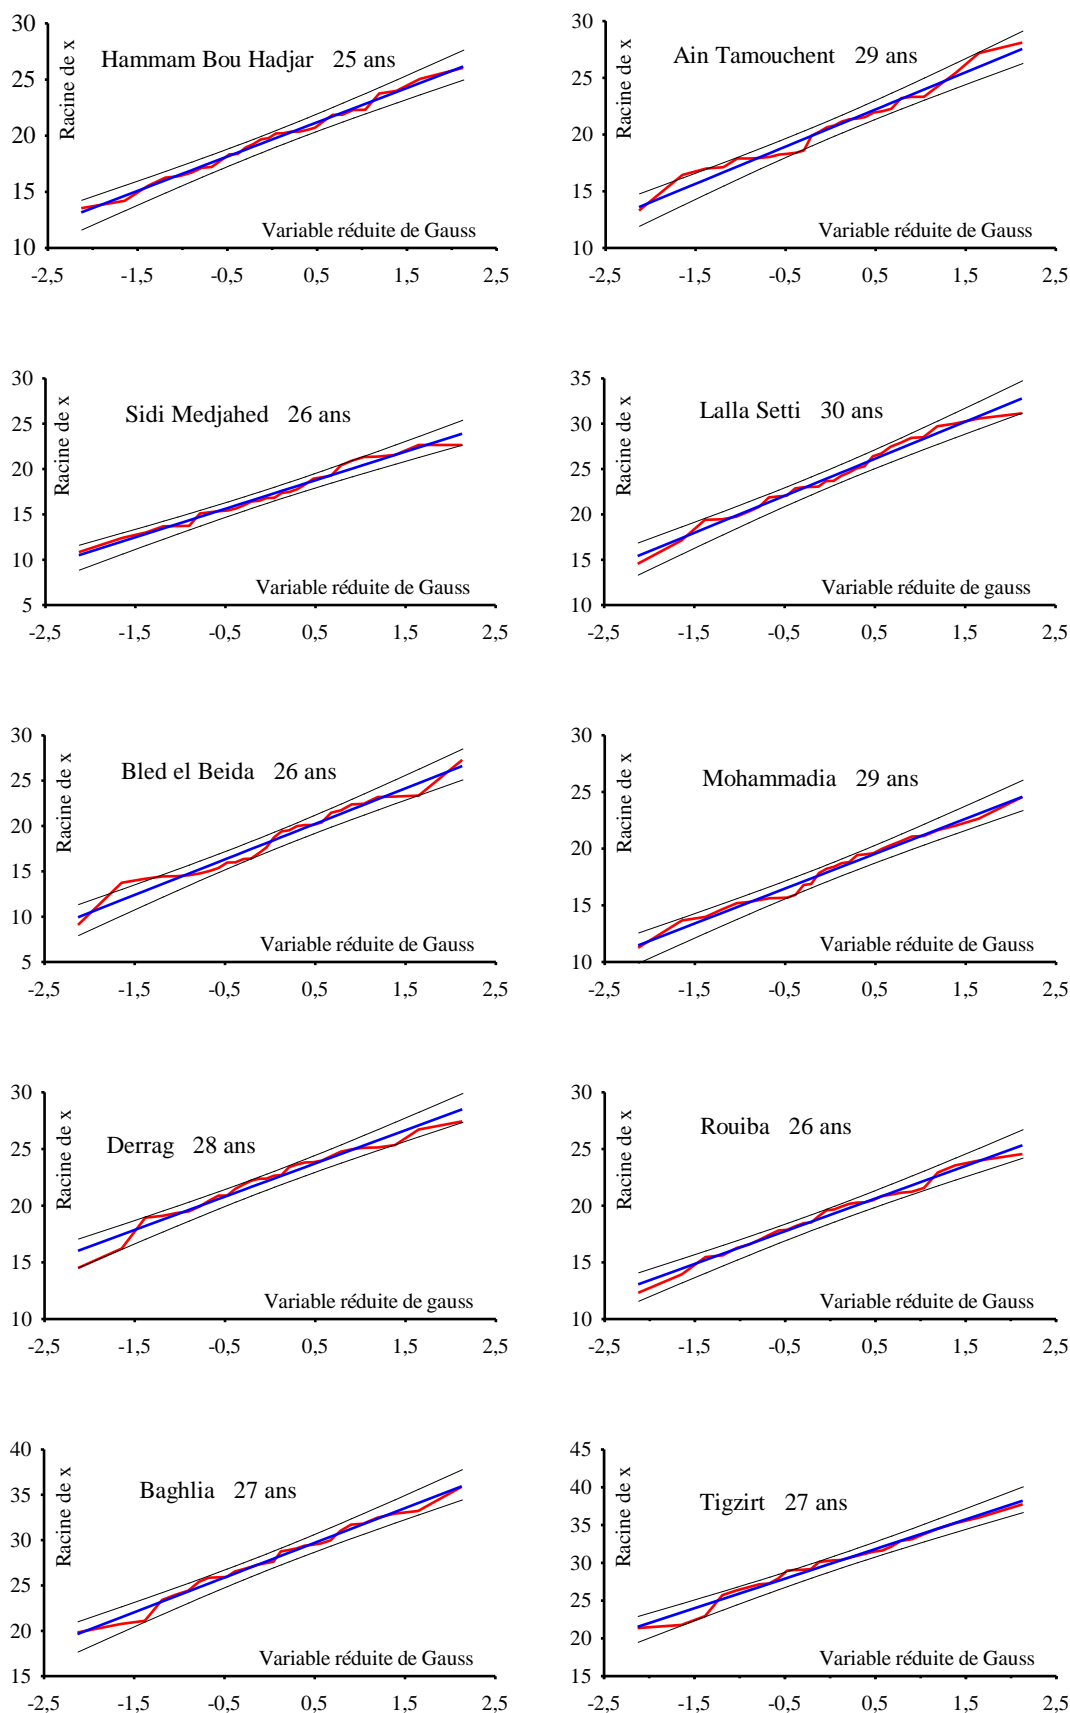 30
25
20
15
10
Racine de x
Hammam Bou Hadjar 25 ans
Variable réduite de Gauss
-2,5 -1,5 -0,5 0,5 1,5 2,5
30
25
20
15
10
Racine de x
Ain Tamouchent 29 ans
Variable réduite de Gauss
-2,5 -1,5 -0,5 0,5 1,5 2,5
30
25
20
15
10
5
Racine de x
Sidi Medjahed 26 ans
Variable réduite de Gauss
-2,5 -1,5 -0,5 0,5 1,5 2,5
35
30
25
20
15
10
Racine de x
Lalla Setti 30 ans
Variable réduite de gauss
-2,5 -1,5 -0,5 0,5 1,5 2,5
30
25
20
15
10
5
Racine de x
Bled el Beida 26 ans
Variable réduite de Gauss
-2,5 -1,5 -0,5 0,5 1,5 2,5
30
25
20
15
10
Racine de x
Mohammadia 29 ans
Variable réduite de Gauss
-2,5 -1,5 -0,5 0,5 1,5 2,5
30
25
20
15
10
Racine de x
Derrag 28 ans
Variable réduite de gauss
-2,5 -1,5 -0,5 0,5 1,5 2,5
30
25
20
15
10
Racine de x
Rouiba 26 ans
Variable réduite de Gauss
-2,5 -1,5 -0,5 0,5 1,5 2,5
40
35
30
25
20
15
Racine de x
Baghlia 27 ans
Variable réduite de Gauss
-2,5 -1,5 -0,5 0,5 1,5 2,5
45
40
35
30
25
20
15
Racine de x
Tigzirt 27 ans
Variable réduite de Gauss
-2,5 -1,5 -0,5 0,5 1,5 2,5